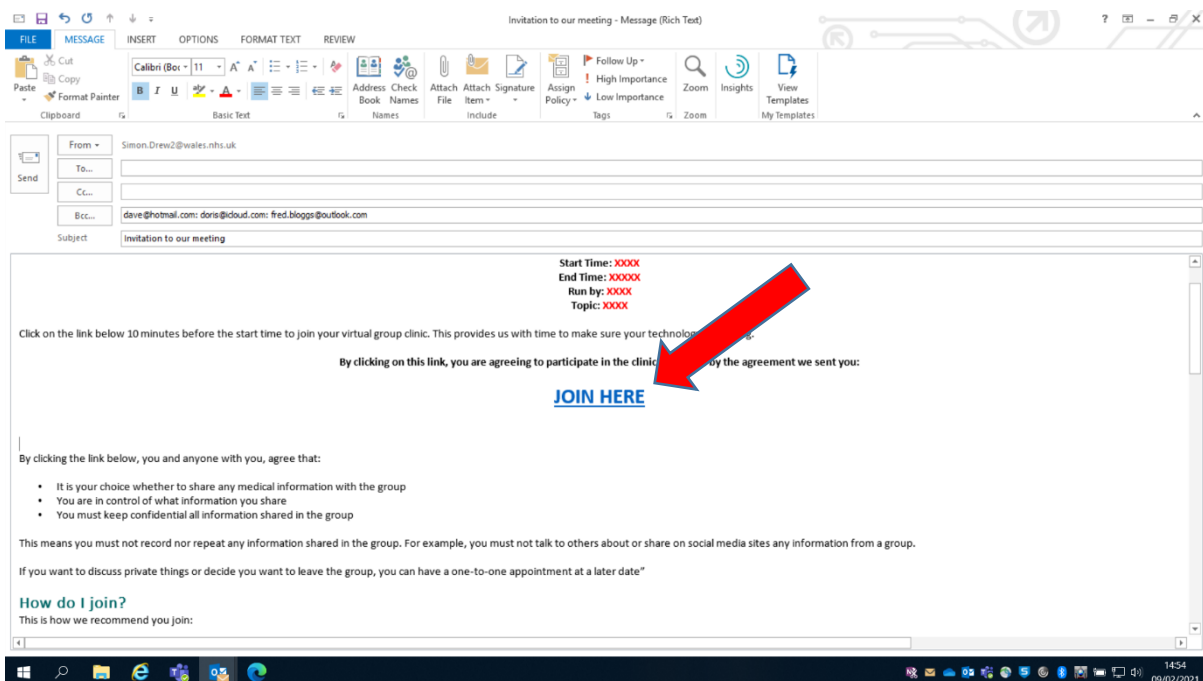 Invitation to our meeting - Message (Rich Text)
FILE MESSAGE INSERT OPTIONS FORMAT TEXT REVIEW
Paste
Cut
Copy
Format Painter
Clipboard
Calibri (Boc 11
B I U
Basic Text
Address Book
Check Names
Names
Attach File
Attach Item
Signature
Include
Assign Policy
Follow Up
High Importance
Low Importance
Tags
Zoom
Zoom
Insights
View Templates
My Templates
Send
From Simon.Drew2@wales.nhs.uk
To...
Cc...
Bcc... dave@hotmail.com: doris@icloud.com: fred.bloggs@outlook.com
Subject Invitation to our meeting
Start Time: XXXX
End Time: XXXXX
Run by: XXXX
Topic: XXXX
Click on the link below 10 minutes before the start time to join your virtual group clinic. This provides us with time to make sure your technology
By clicking on this link, you are agreeing to participate in the clinic by the agreement we sent you:
JOIN HERE
By clicking the link below, you and anyone with you, agree that:
• It is your choice whether to share any medical information with the group
• You are in control of what information you share
• You must keep confidential all information shared in the group
This means you must not record nor repeat any information shared in the group. For example, you must not talk to others about or share on social media sites any information from a group.
If you want to discuss private things or decide you want to leave the group, you can have a one-to-one appointment at a later date”
How do I join?
This is how we recommend you join:
14:54
09/02/2021